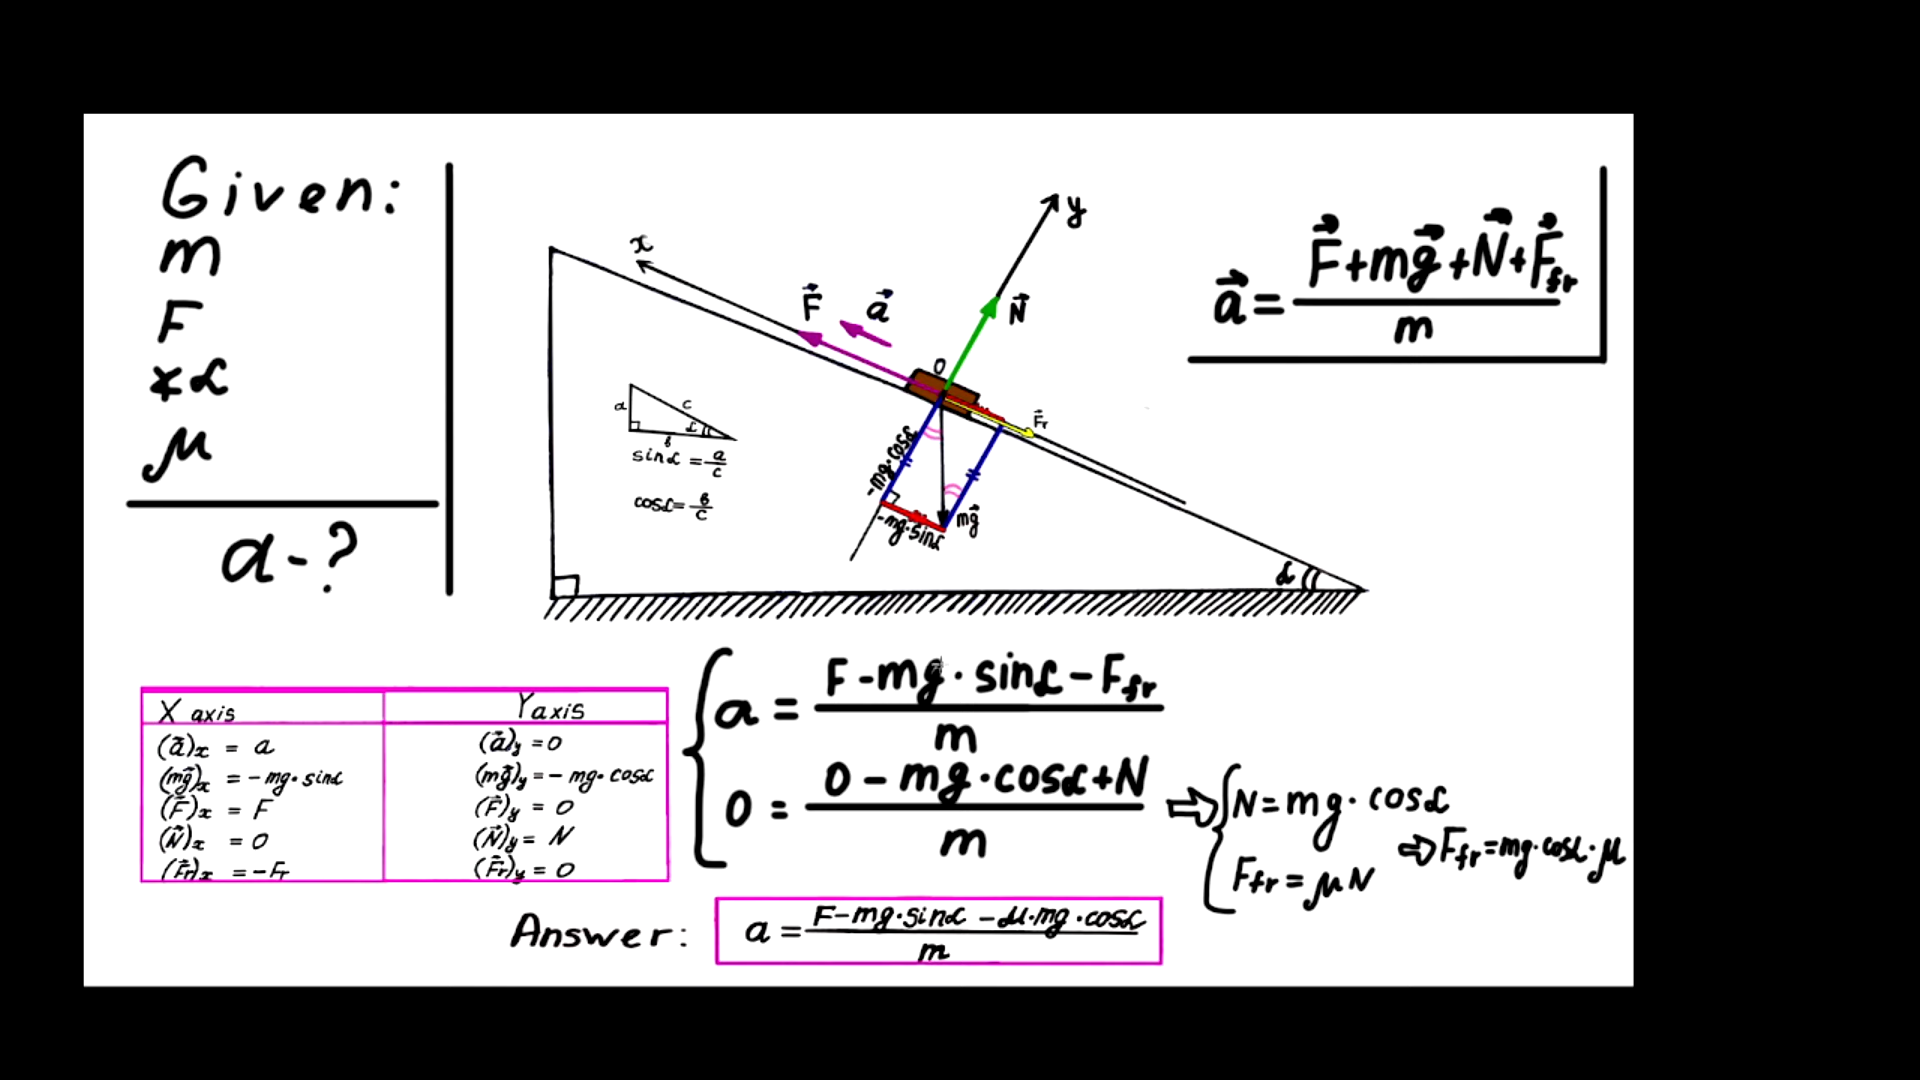 Given:
m
F
∡α
μ
a-?
x
y
F⃗
a⃗
N⃗
0
F⃗r
a
c
α
b
sinα = a/c
cosα = b/c
-mg·cosα
-mg·sinα
mg⃗
α
a⃗ = (F⃗+mg⃗+N⃗+F⃗fr)/m
X axis
Y axis
(a⃗)x = a
(a⃗)y = 0
(mg⃗)x = -mg·sinα
(mg⃗)y = -mg·cosα
(F⃗)x = F
(F⃗)y = 0
(N⃗)x = 0
(N⃗)y = N
(F⃗r)x = -Fr
(F⃗r)y = 0
a = (F-mg·sinα-Ffr)/m
0 = (0-mg·cosα+N)/m
⇨ N=mg·cosα
Ffr=μN
⇨ Ffr=mg·cosα·μ
Answer: a = (F-mg·sinα-μ·mg·cosα)/m